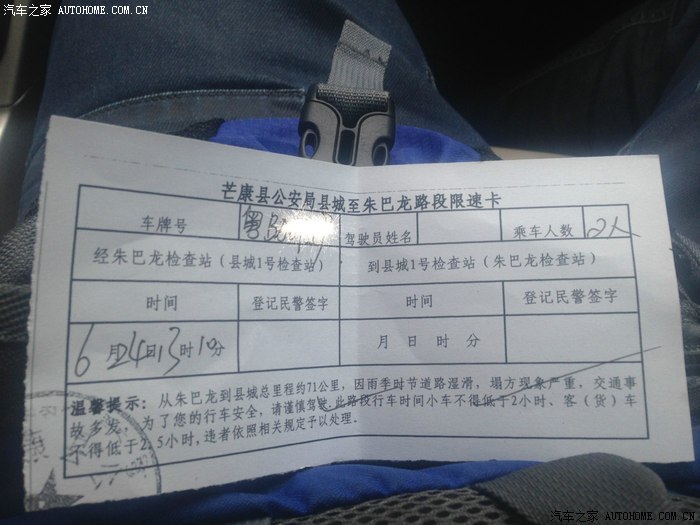 汽车之家 AUTOHOME.COM.CN
芒康县公安局县城至朱巴龙路段限速卡
车牌号 粤 驾驶员姓名 乘车人数 2人
经朱巴龙检查站（县城1号检查站） 到县城1号检查站（朱巴龙检查站）
时间 登记民警签字 时间 登记民警签字
6月24日13时10分 月 日 时 分
温馨提示：从朱巴龙到县城总里程约71公里，因雨季时节道路湿滑，塌方现象严重，交通事
故多发，为了您的行车安全，请谨慎驾驶，此路段行车时间小车不得低于2小时、客（货）车
不得低于2.5小时，违者依照相关规定予以处理。
汽车之家 AUTOHOME.COM.CN